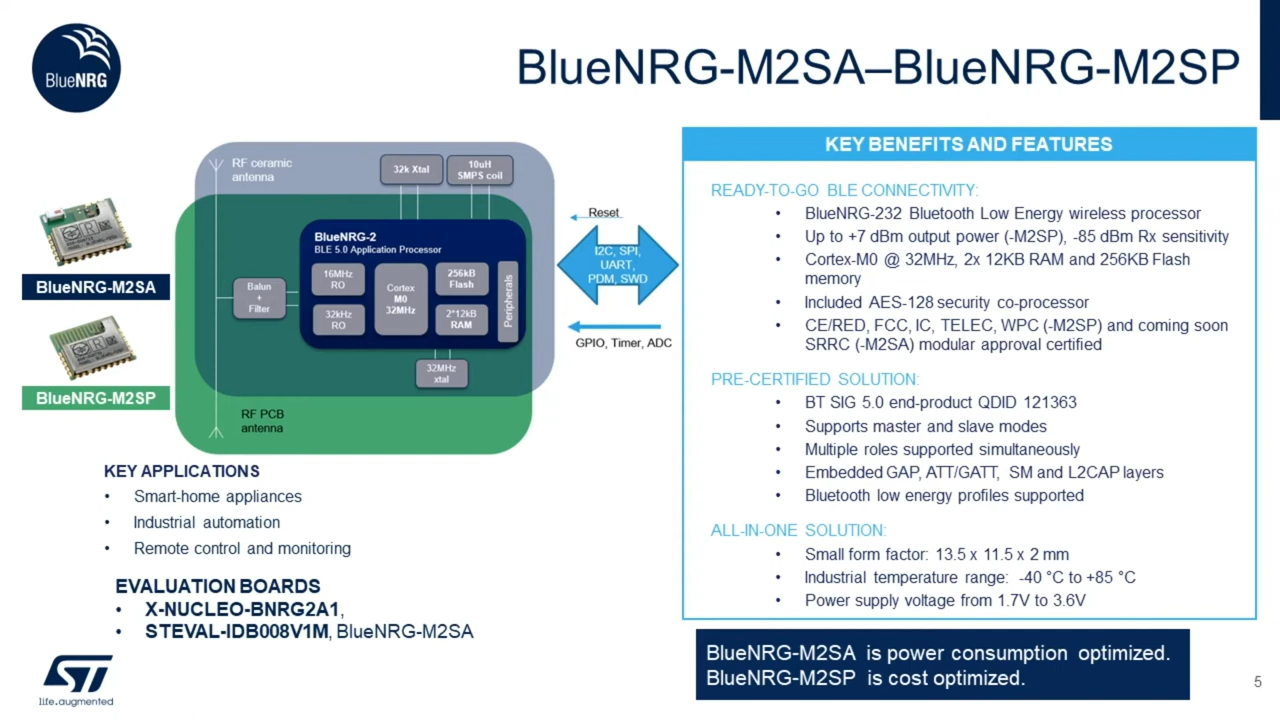 BlueNRG
BlueNRG-M2SA–BlueNRG-M2SP
BlueNRG-M2SA
BlueNRG-M2SP
RF ceramic
antenna
32k Xtal
10uH
SMPS coil
BlueNRG-2
BLE 5.0 Application Processor
16MHz
RO
32kHz
RO
Cortex
M0
32MHz
256kB
Flash
2*12kB
RAM
Peripherals
Balun
+
Filter
32MHz
xtal
RF PCB
antenna
Reset
I2C, SPI,
UART,
PDM, SWD
GPIO, Timer, ADC
KEY APPLICATIONS
• Smart-home appliances
• Industrial automation
• Remote control and monitoring
EVALUATION BOARDS
• X-NUCLEO-BNRG2A1,
• STEVAL-IDB008V1M, BlueNRG-M2SA
KEY BENEFITS AND FEATURES
READY-TO-GO BLE CONNECTIVITY:
• BlueNRG-232 Bluetooth Low Energy wireless processor
• Up to +7 dBm output power (-M2SP), -85 dBm Rx sensitivity
• Cortex-M0 @ 32MHz, 2x 12KB RAM and 256KB Flash
memory
• Included AES-128 security co-processor
• CE/RED, FCC, IC, TELEC, WPC (-M2SP) and coming soon
SRRC (-M2SA) modular approval certified
PRE-CERTIFIED SOLUTION:
• BT SIG 5.0 end-product QDID 121363
• Supports master and slave modes
• Multiple roles supported simultaneously
• Embedded GAP, ATT/GATT, SM and L2CAP layers
• Bluetooth low energy profiles supported
ALL-IN-ONE SOLUTION:
• Small form factor: 13.5 x 11.5 x 2 mm
• Industrial temperature range: -40 °C to +85 °C
• Power supply voltage from 1.7V to 3.6V
BlueNRG-M2SA is power consumption optimized.
BlueNRG-M2SP is cost optimized.
ST
life.augmented
5